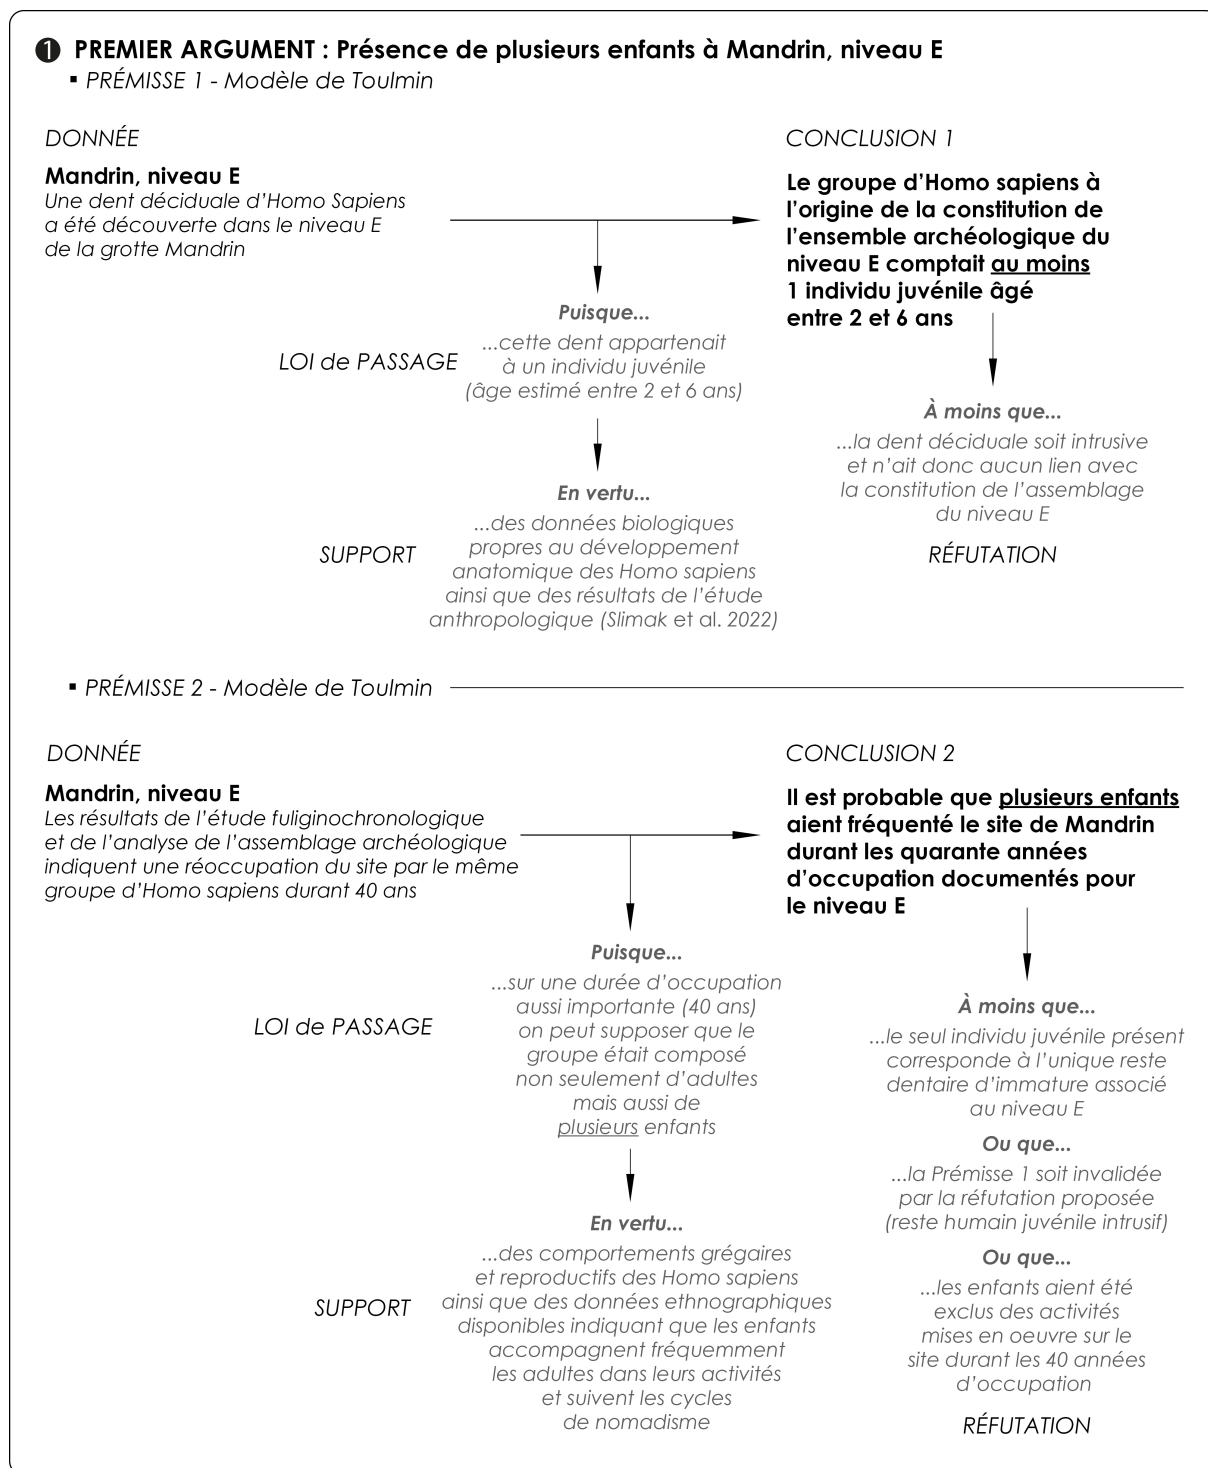 ❶ PREMIER ARGUMENT : Présence de plusieurs enfants à Mandrin, niveau E
▪ PRÉMISSE 1 - Modèle de Toulmin
DONNÉE
Mandrin, niveau E
Une dent déciduale d’Homo Sapiens
a été découverte dans le niveau E
de la grotte Mandrin
CONCLUSION 1
Le groupe d’Homo sapiens à
l’origine de la constitution de
l’ensemble archéologique du
niveau E comptait au moins
1 individu juvénile âgé
entre 2 et 6 ans
LOI de PASSAGE
Puisque...
...cette dent appartenait
à un individu juvénile
(âge estimé entre 2 et 6 ans)
SUPPORT
En vertu...
...des données biologiques
propres au développement
anatomique des Homo sapiens
ainsi que des résultats de l’étude
anthropologique (Slimak et al. 2022)
À moins que...
...la dent déciduale soit intrusive
et n’ait donc aucun lien avec
la constitution de l’assemblage
du niveau E
RÉFUTATION
▪ PRÉMISSE 2 - Modèle de Toulmin
DONNÉE
Mandrin, niveau E
Les résultats de l’étude fuliginochronologique
et de l’analyse de l’assemblage archéologique
indiquent une réoccupation du site par le même
groupe d’Homo sapiens durant 40 ans
CONCLUSION 2
Il est probable que plusieurs enfants
aient fréquenté le site de Mandrin
durant les quarante années
d’occupation documentés pour
le niveau E
LOI de PASSAGE
Puisque...
...sur une durée d’occupation
aussi importante (40 ans)
on peut supposer que le
groupe était composé
non seulement d’adultes
mais aussi de
plusieurs enfants
SUPPORT
En vertu...
...des comportements grégaires
et reproductifs des Homo sapiens
ainsi que des données ethnographiques
disponibles indiquant que les enfants
accompagnent fréquemment
les adultes dans leurs activités
et suivent les cycles
de nomadisme
À moins que...
...le seul individu juvénile présent
corresponde à l’unique reste
dentaire d’immature associé
au niveau E
Ou que...
...la Prémisse 1 soit invalidée
par la réfutation proposée
(reste humain juvénile intrusif)
Ou que...
...les enfants aient été
exclus des activités
mises en oeuvre sur le
site durant les 40 années
d’occupation
RÉFUTATION